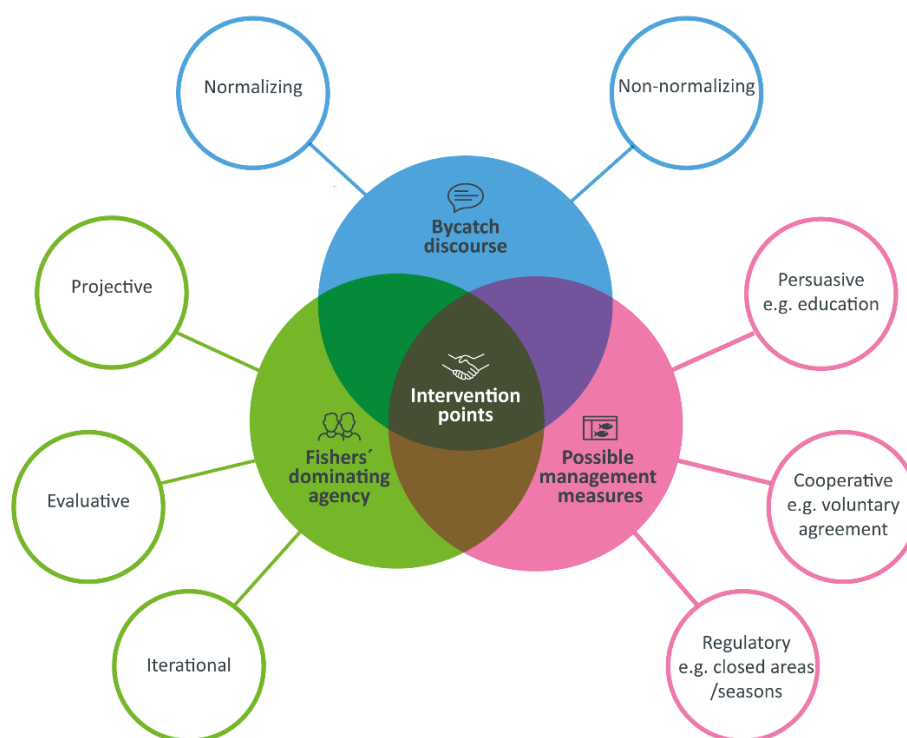 Normalizing
Non-normalizing
Bycatch
discourse
Projective
Persuasive
e.g. education
Intervention
points
Fishers´
dominating
agency
Possible
management
measures
Evaluative
Cooperative
e.g. voluntary
agreement
Iterational
Regulatory
e.g. closed areas
/seasons